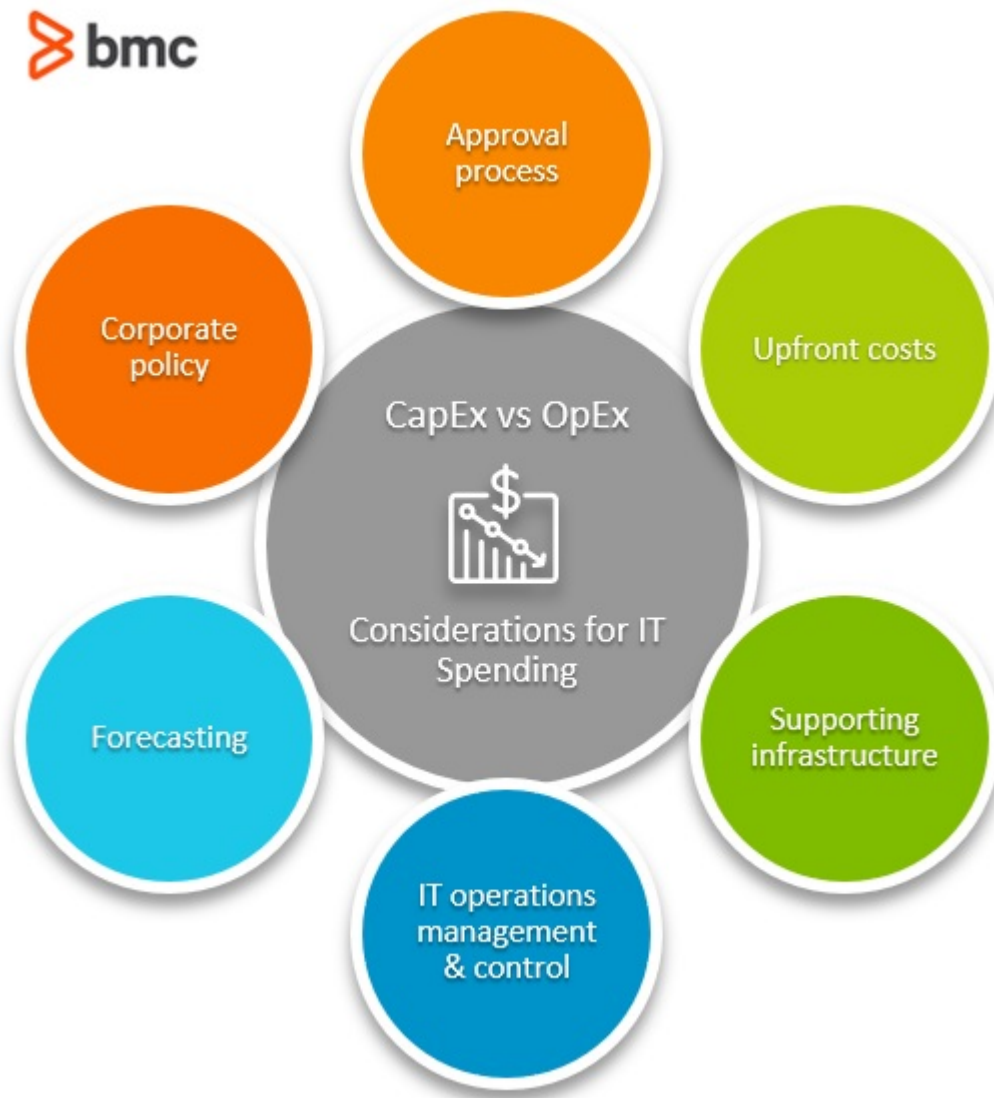 bmc
Approval
process
Upfront costs
Supporting
infrastructure
IT operations
management
& control
Forecasting
Corporate
policy
CapEx vs OpEx
$
Considerations for IT
Spending